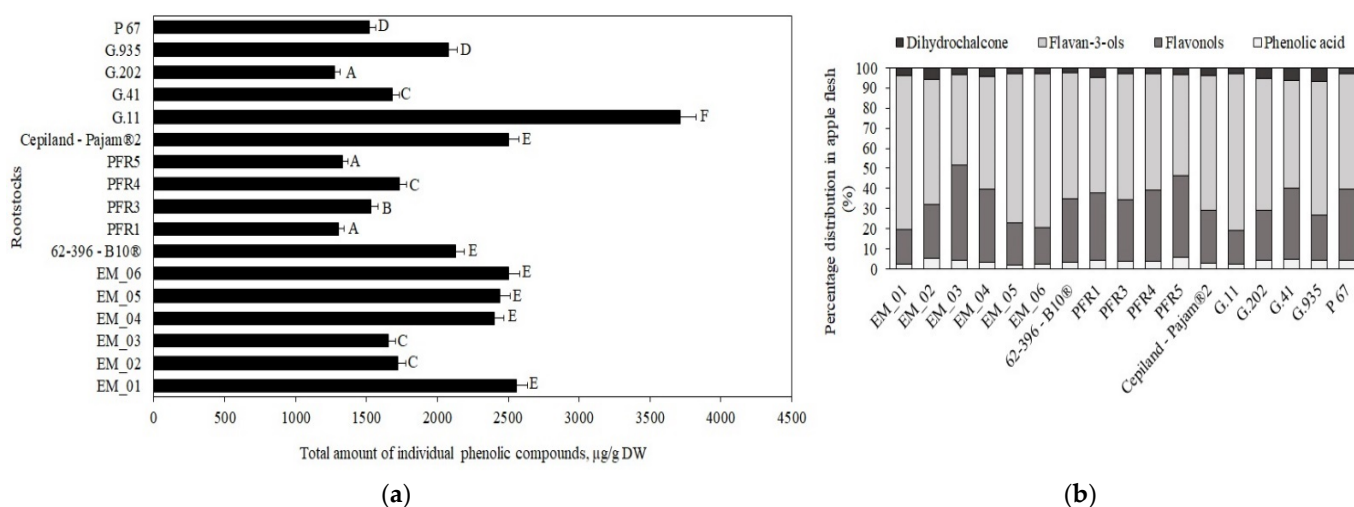 P 67
D
G.935
D
G.202
A
G.41
C
G.11
F
Cepiland - Pajam®2
E
PFR5
A
PFR4
C
PFR3
B
PFR1
A
62-396 - B10®
E
EM_06
E
EM_05
E
EM_04
E
EM_03
C
EM_02
C
EM_01
E
Rootstocks
0 500 1000 1500 2000 2500 3000 3500 4000 4500
Total amount of individual phenolic compounds, µg/g DW
(a)
Dihydrochalcone Flavan-3-ols Flavonols Phenolic acid
Percentage distribution in apple flesh
(%)
100
90
80
70
60
50
40
30
20
10
0
EM_01
EM_02
EM_03
EM_04
EM_05
EM_06
62-396 - B10®
PFR1
PFR3
PFR4
PFR5
Cepiland - Pajam®2
G.11
G.202
G.41
G.935
P 67
(b)